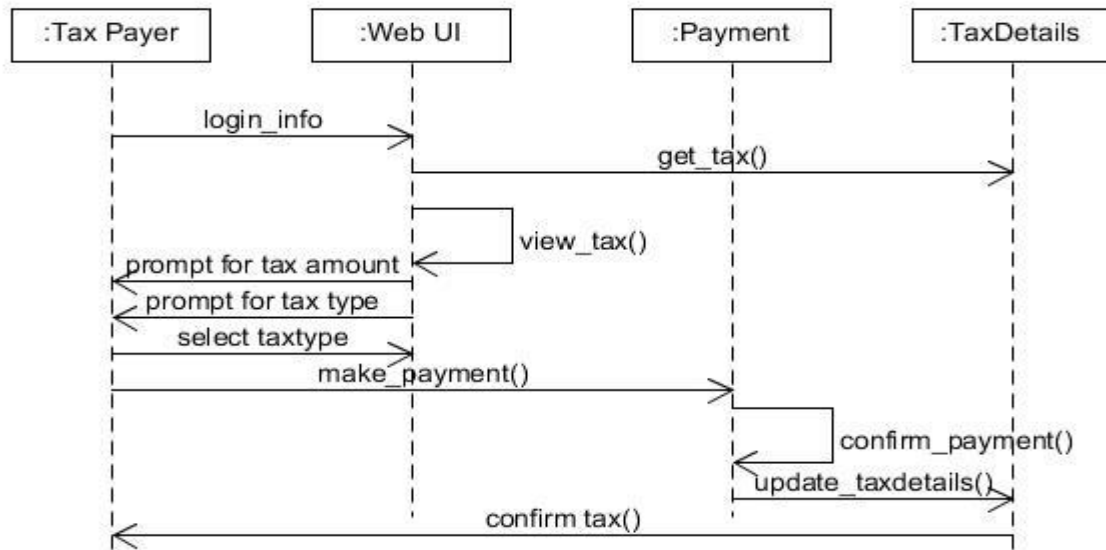 :Tax Payer
:Web UI
:Payment
:TaxDetails
login_info
get_tax()
view_tax()
prompt for tax amount
prompt for tax type
select taxtype
make_payment()
confirm_payment()
update_taxdetails()
confirm tax()